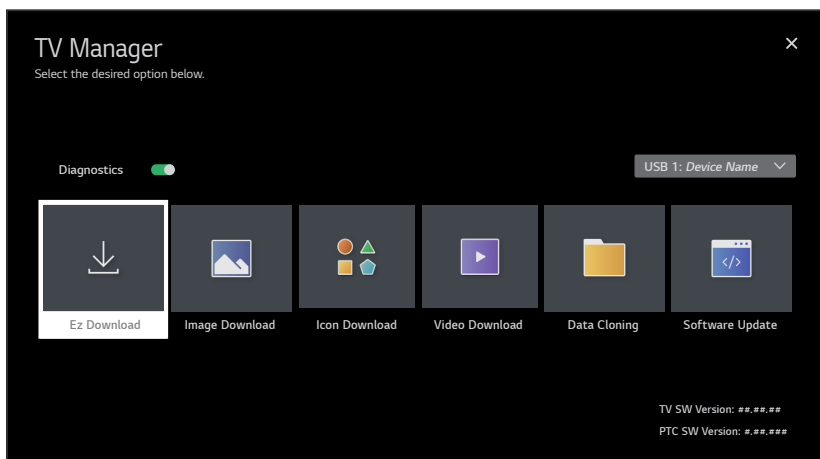 TV Manager
Select the desired option below.
Diagnostics
USB 1: Device Name
Ez Download
Image Download
Icon Download
Video Download
Data Cloning
Software Update
TV SW Version: ##.##.##
PTC SW Version: #.##.###